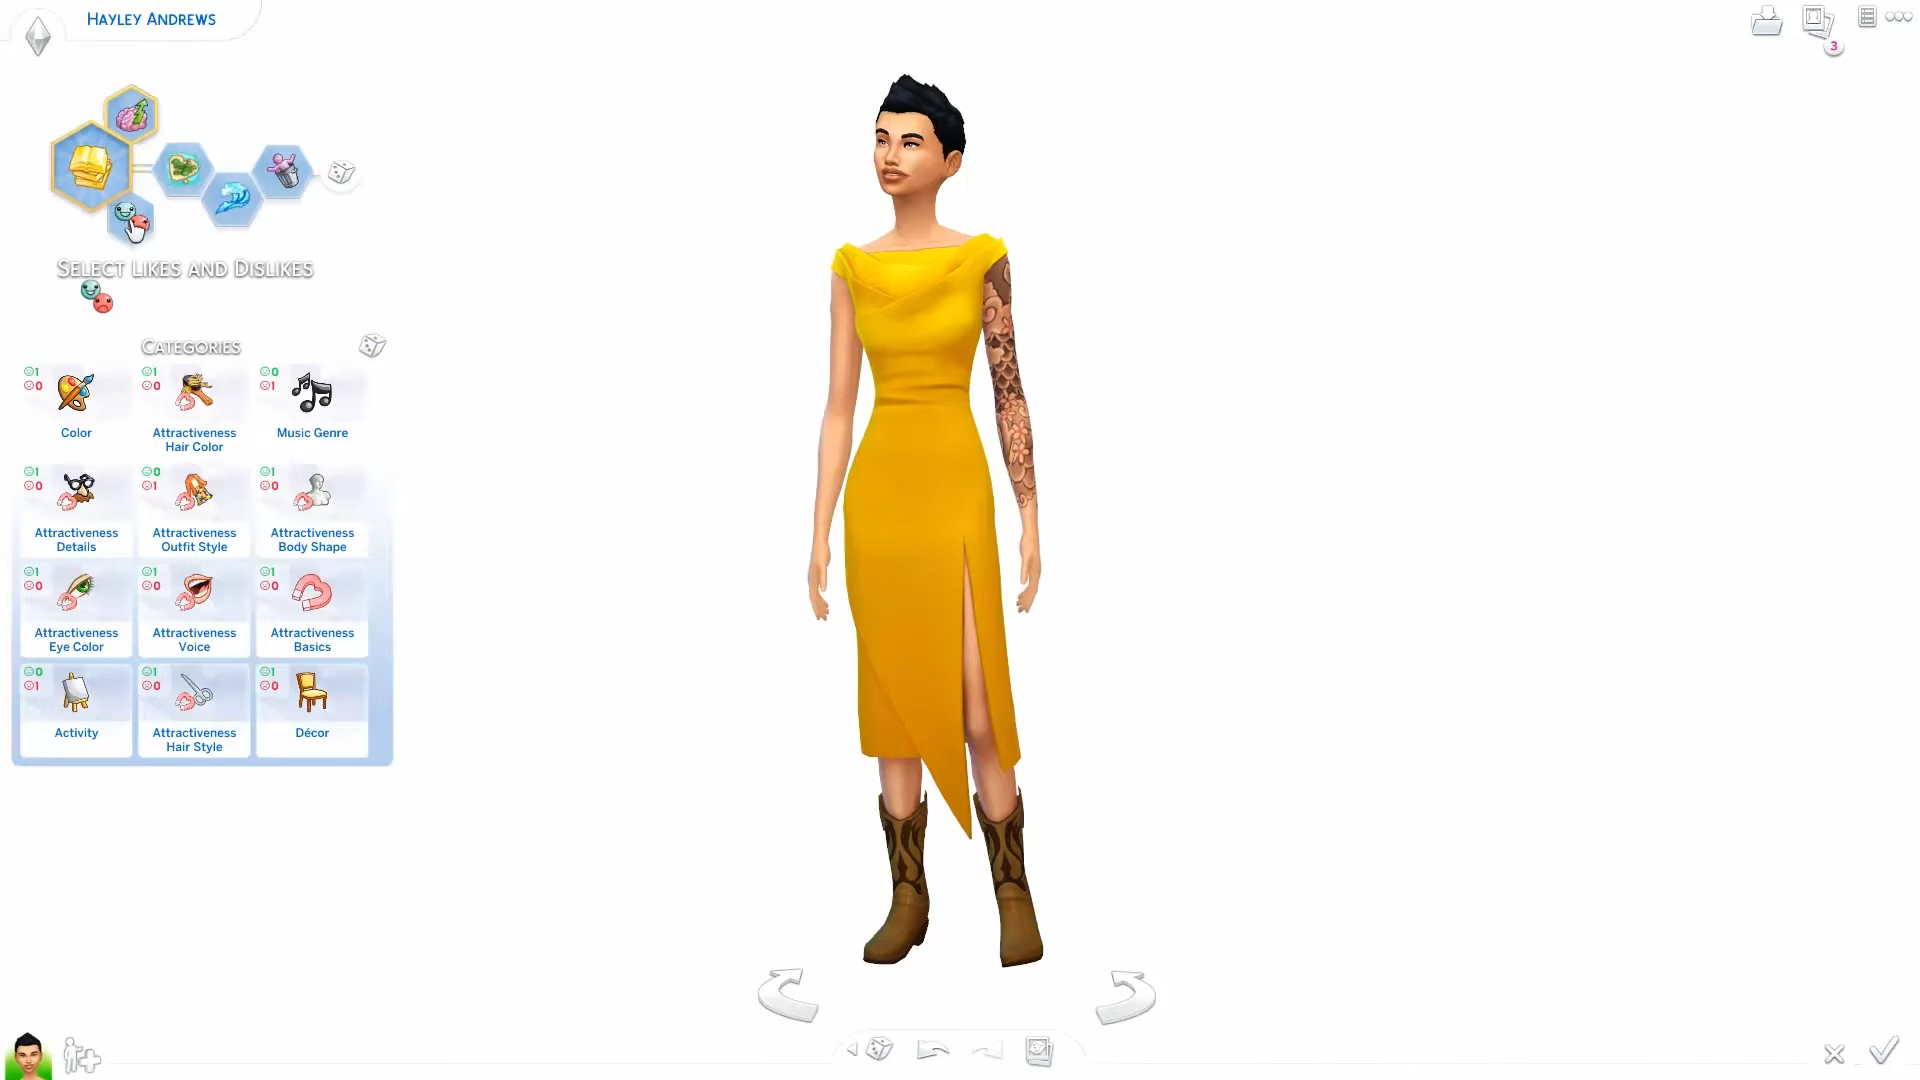 Hayley Andrews
3
Select Likes and Dislikes
Categories
1
0
1
0
0
1
Color
Attractiveness
Hair Color
Music Genre
1
0
0
1
1
0
Attractiveness
Details
Attractiveness
Outfit Style
Attractiveness
Body Shape
1
0
1
0
1
0
Attractiveness
Eye Color
Attractiveness
Voice
Attractiveness
Basics
0
1
1
0
1
0
Activity
Attractiveness
Hair Style
Décor